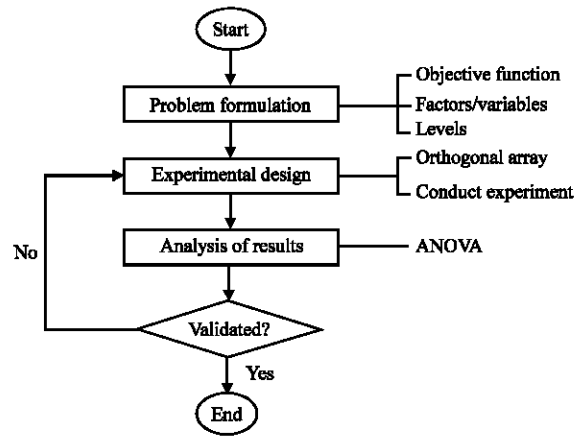 Start
Problem formulation
Objective function
Factors/variables
Levels
Experimental design
Orthogonal array
Conduct experiment
Analysis of results
ANOVA
No
Validated?
Yes
End